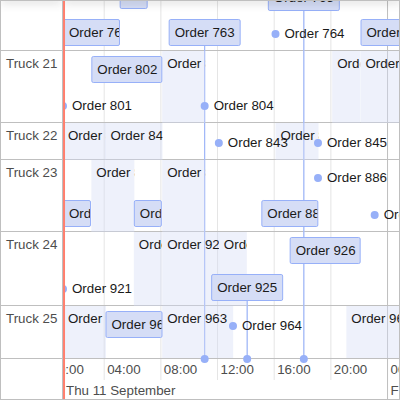 Order 76
Order 763
Order 764
Order
Truck 21
Order 802
Order
Ord
Order
Order 801
Order 804
Truck 22
Order
Order 84
Order 843
Order
Order 845
Truck 23
Order
Order
Order 886
Ord
Ord
Order 88
Or
Truck 24
Ord
Order 92
Ord
Order 926
Order 921
Order 925
Truck 25
Order
Order 96
Order 963
Order 964
Order 96
:00
04:00
08:00
12:00
16:00
20:00
Thu 11 September